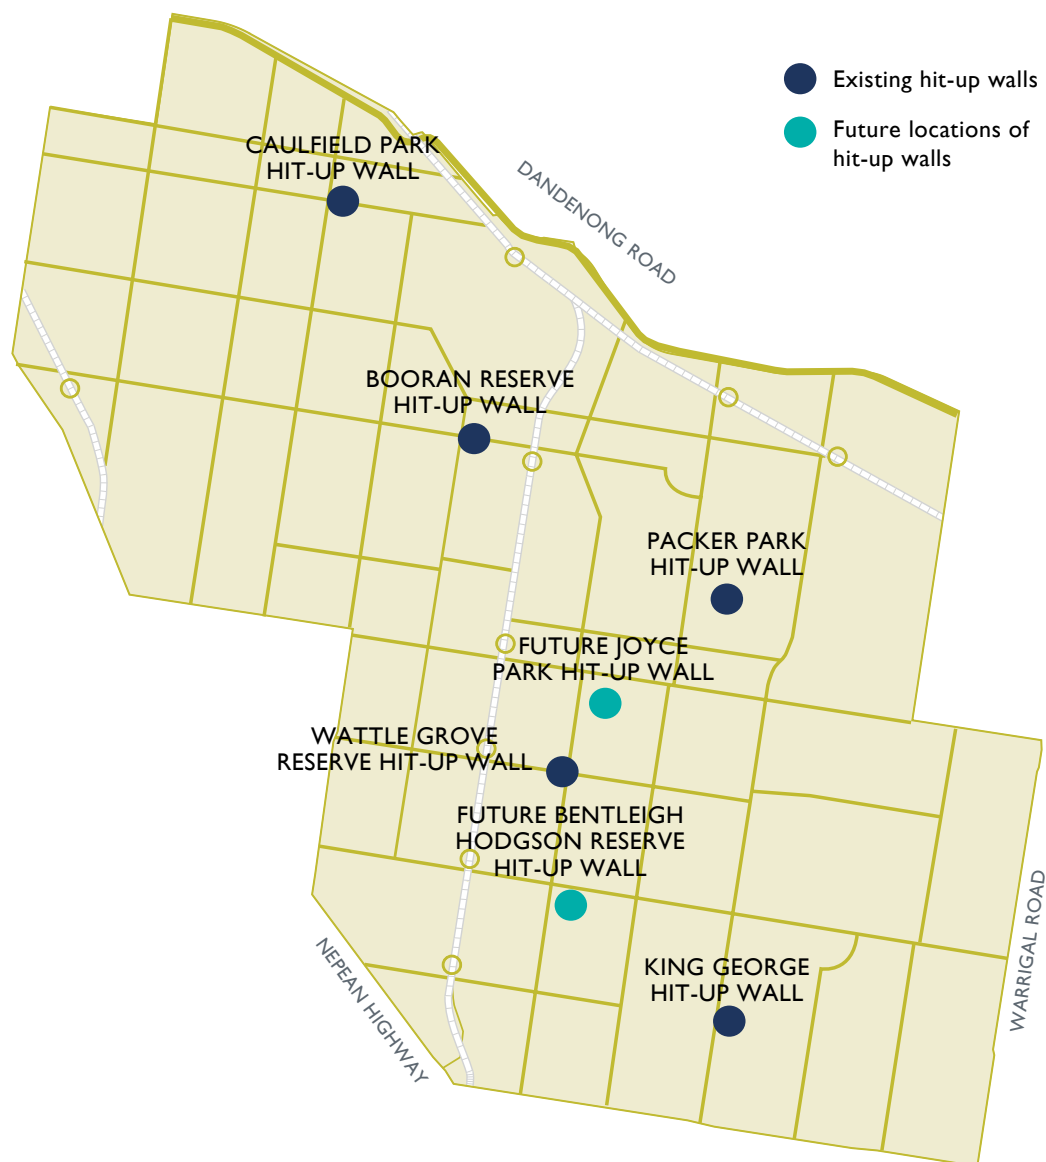 Existing hit-up walls
Future locations of
hit-up walls
CAULFIELD PARK
HIT-UP WALL
DANDENONG ROAD
BOORAN RESERVE
HIT-UP WALL
PACKER PARK
HIT-UP WALL
FUTURE JOYCE
PARK HIT-UP WALL
WATTLE GROVE
RESERVE HIT-UP WALL
FUTURE BENTLEIGH
HODGSON RESERVE
HIT-UP WALL
WARRIGAL ROAD
NEPEAN HIGHWAY
KING GEORGE
HIT-UP WALL